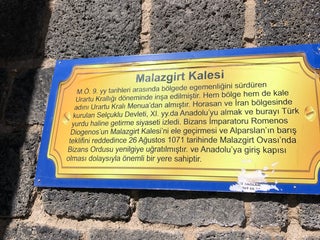 Malazgirt Kalesi
M.Ö. 9. yy tarihleri arasında bölgede egemenliğini sürdüren
Urartu Krallığı döneminde inşa edilmiştir. Hem bölge hem de kale
adını Urartu Kralı Menua'dan almıştır. Horasan ve İran bölgesinde
kurulan Selçuklu Devleti, XI. yy.da Anadolu'yu almak ve burayı Türk
yurdu haline getirme siyaseti izledi. Bizans İmparatoru Romenos
Diogenos'un Malazgirt Kalesi'ni ele geçirmesi ve Alparslan'ın barış
teklifini reddedince 26 Ağustos 1071 tarihinde Malazgirt Ovası'nda
Bizans Ordusu yenilgiye uğratılmıştır. ve Anadolu'ya giriş kapısı
olması dolayısıyla önemli bir yere sahiptir.